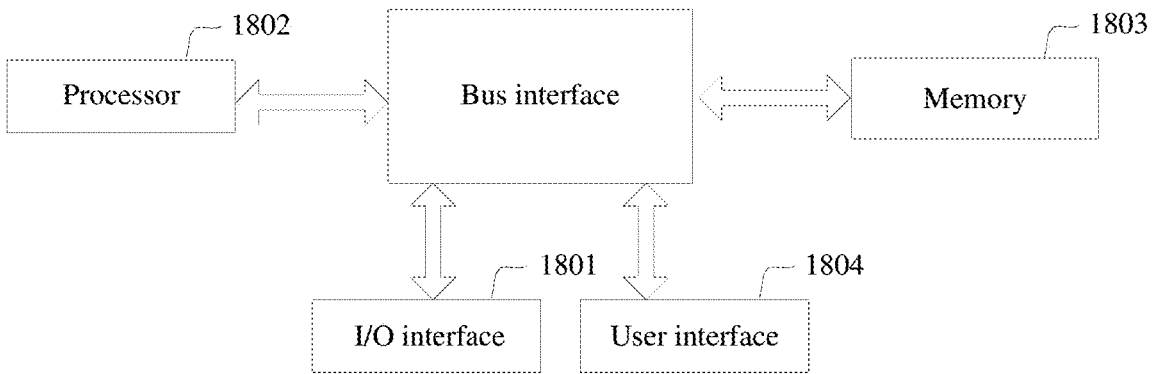 1802
1803
Processor
Bus interface
Memory
1801
1804
I/O interface
User interface